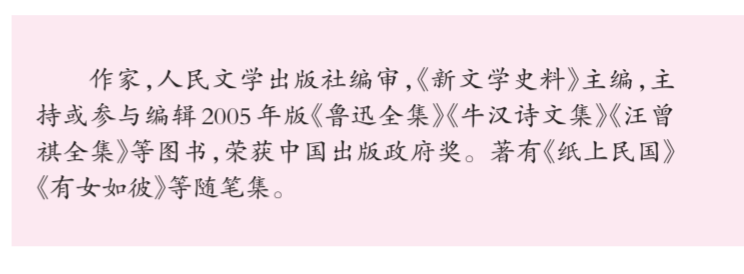 作家,人民文学出版社编审,《新文学史料》主编,主
持或参与编辑2005年版《鲁迅全集》《牛汉诗文集》《汪曾
祺全集》等图书,荣获中国出版政府奖。著有《纸上民国》
《有女如彼》等随笔集。